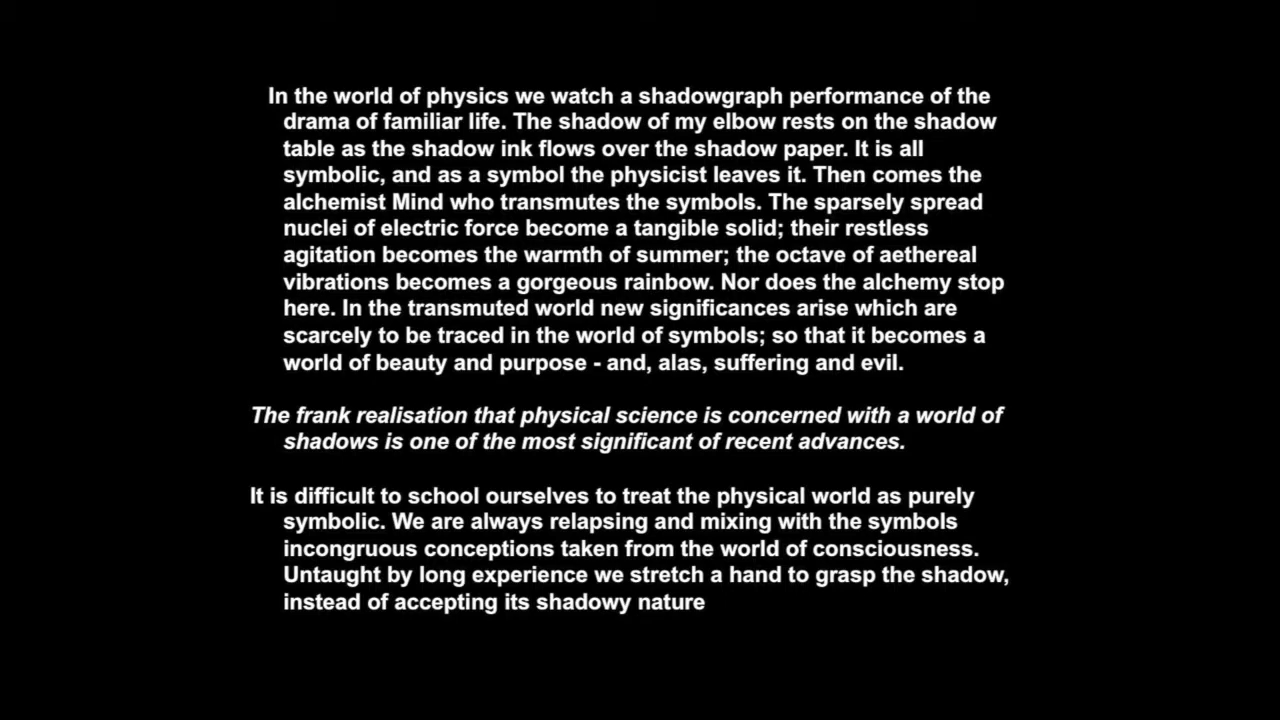 In the world of physics we watch a shadowgraph performance of the
drama of familiar life. The shadow of my elbow rests on the shadow
table as the shadow ink flows over the shadow paper. It is all
symbolic, and as a symbol the physicist leaves it. Then comes the
alchemist Mind who transmutes the symbols. The sparsely spread
nuclei of electric force become a tangible solid; their restless
agitation becomes the warmth of summer; the octave of aethereal
vibrations becomes a gorgeous rainbow. Nor does the alchemy stop
here. In the transmuted world new significances arise which are
scarcely to be traced in the world of symbols; so that it becomes a
world of beauty and purpose - and, alas, suffering and evil.
The frank realisation that physical science is concerned with a world of
shadows is one of the most significant of recent advances.
It is difficult to school ourselves to treat the physical world as purely
symbolic. We are always relapsing and mixing with the symbols
incongruous conceptions taken from the world of consciousness.
Untaught by long experience we stretch a hand to grasp the shadow,
instead of accepting its shadowy nature